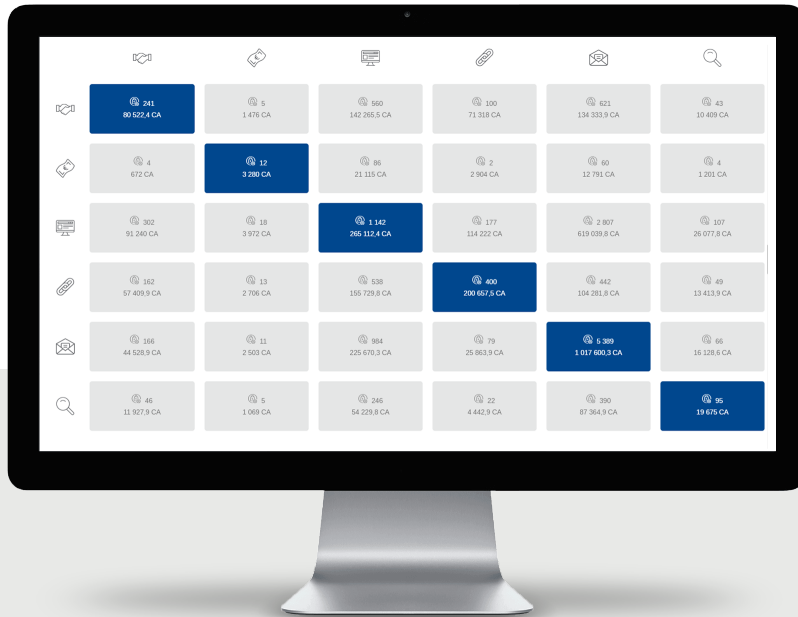 241 5 560 100 621 43
80 522,4 CA 1 476 CA 142 265,5 CA 71 318 CA 134 333,9 CA 10 409 CA
4 12 86 2 60 4
672 CA 3 280 CA 21 115 CA 2 904 CA 12 791 CA 1 201 CA
302 18 1 142 177 2 807 107
91 240 CA 3 972 CA 265 112,4 CA 114 222 CA 619 039,8 CA 26 077,8 CA
162 13 538 400 442 49
57 409,9 CA 2 706 CA 155 729,8 CA 200 657,5 CA 104 281,8 CA 13 413,9 CA
166 11 984 79 5 389 66
44 528,9 CA 2 503 CA 225 670,3 CA 25 863,9 CA 1 017 600,3 CA 16 128,6 CA
46 5 246 22 390 95
11 927,9 CA 1 069 CA 54 229,8 CA 4 442,9 CA 87 364,9 CA 19 675 CA